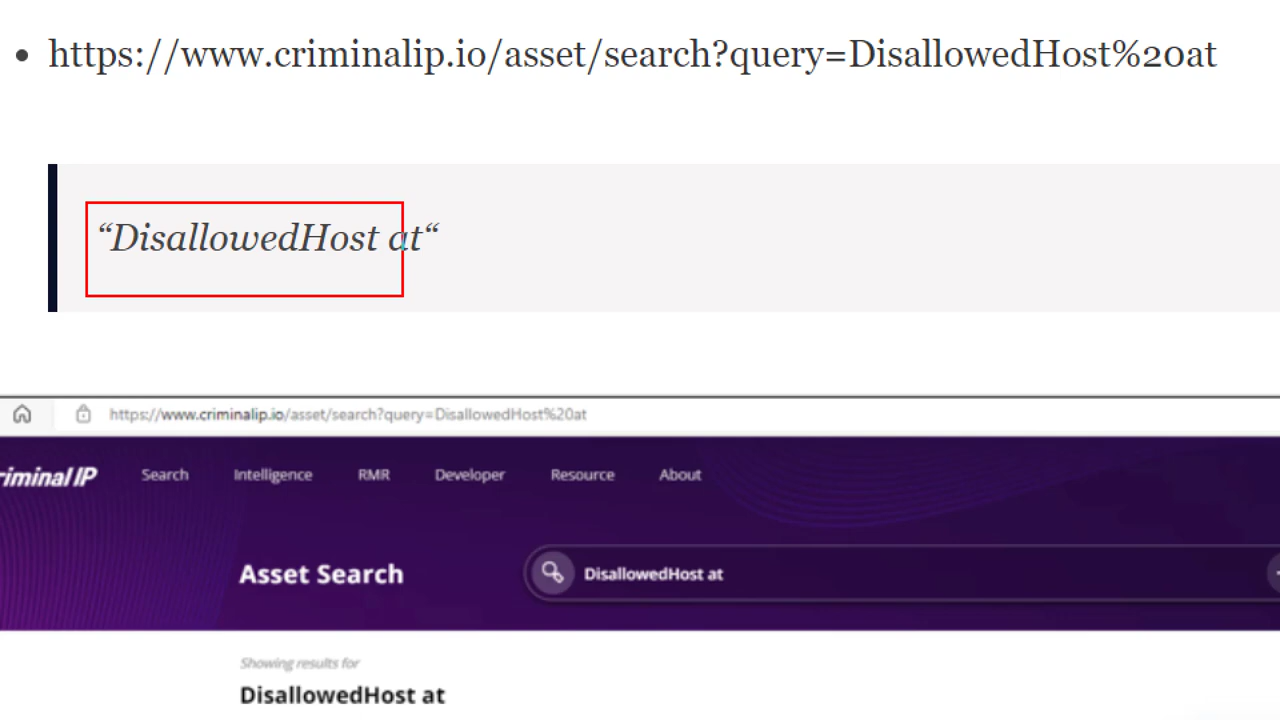 • https://www.criminalip.io/asset/search?query=DisallowedHost%20at
“DisallowedHost at“
https://www.criminalip.io/asset/search?query=DisallowedHost%20at
riminal IP Search Intelligence RMR Developer Resource About
Asset Search DisallowedHost at
Showing results for
DisallowedHost at